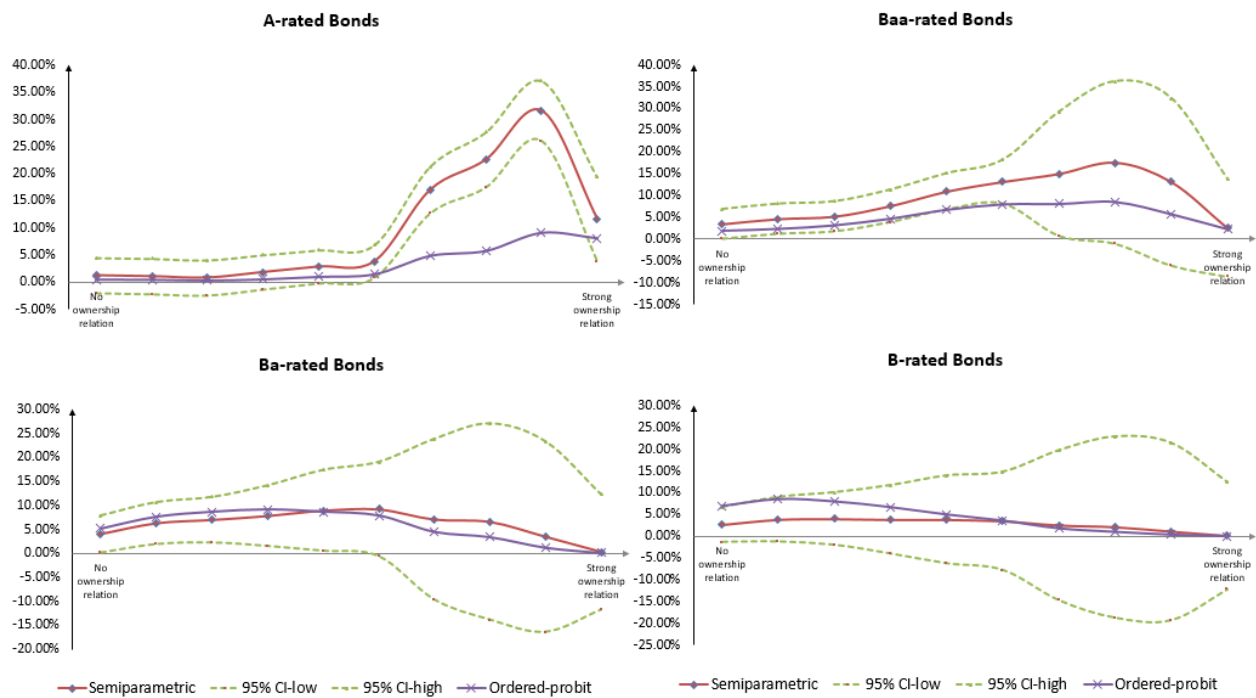 A-rated Bonds
40.00%
35.00%
30.00%
25.00%
20.00%
15.00%
10.00%
5.00%
0.00%
-5.00%
No
ownership
relation
Strong
ownership
relation
Baa-rated Bonds
40.00%
35.00%
30.00%
25.00%
20.00%
15.00%
10.00%
5.00%
0.00%
-5.00%
-10.00%
-15.00%
No
ownership
relation
Strong
ownership
relation
Ba-rated Bonds
30.00%
25.00%
20.00%
15.00%
10.00%
5.00%
0.00%
-5.00%
-10.00%
-15.00%
-20.00%
No
ownership
relation
Strong
ownership
relation
Semiparametric 95% CI-low 95% CI-high Ordered-probit
B-rated Bonds
30.00%
25.00%
20.00%
15.00%
10.00%
5.00%
0.00%
-5.00%
-10.00%
-15.00%
-20.00%
-25.00%
No
ownership
relation
Strong
ownership
relation
Semiparametric 95% CI-low 95% CI-high Ordered-probit